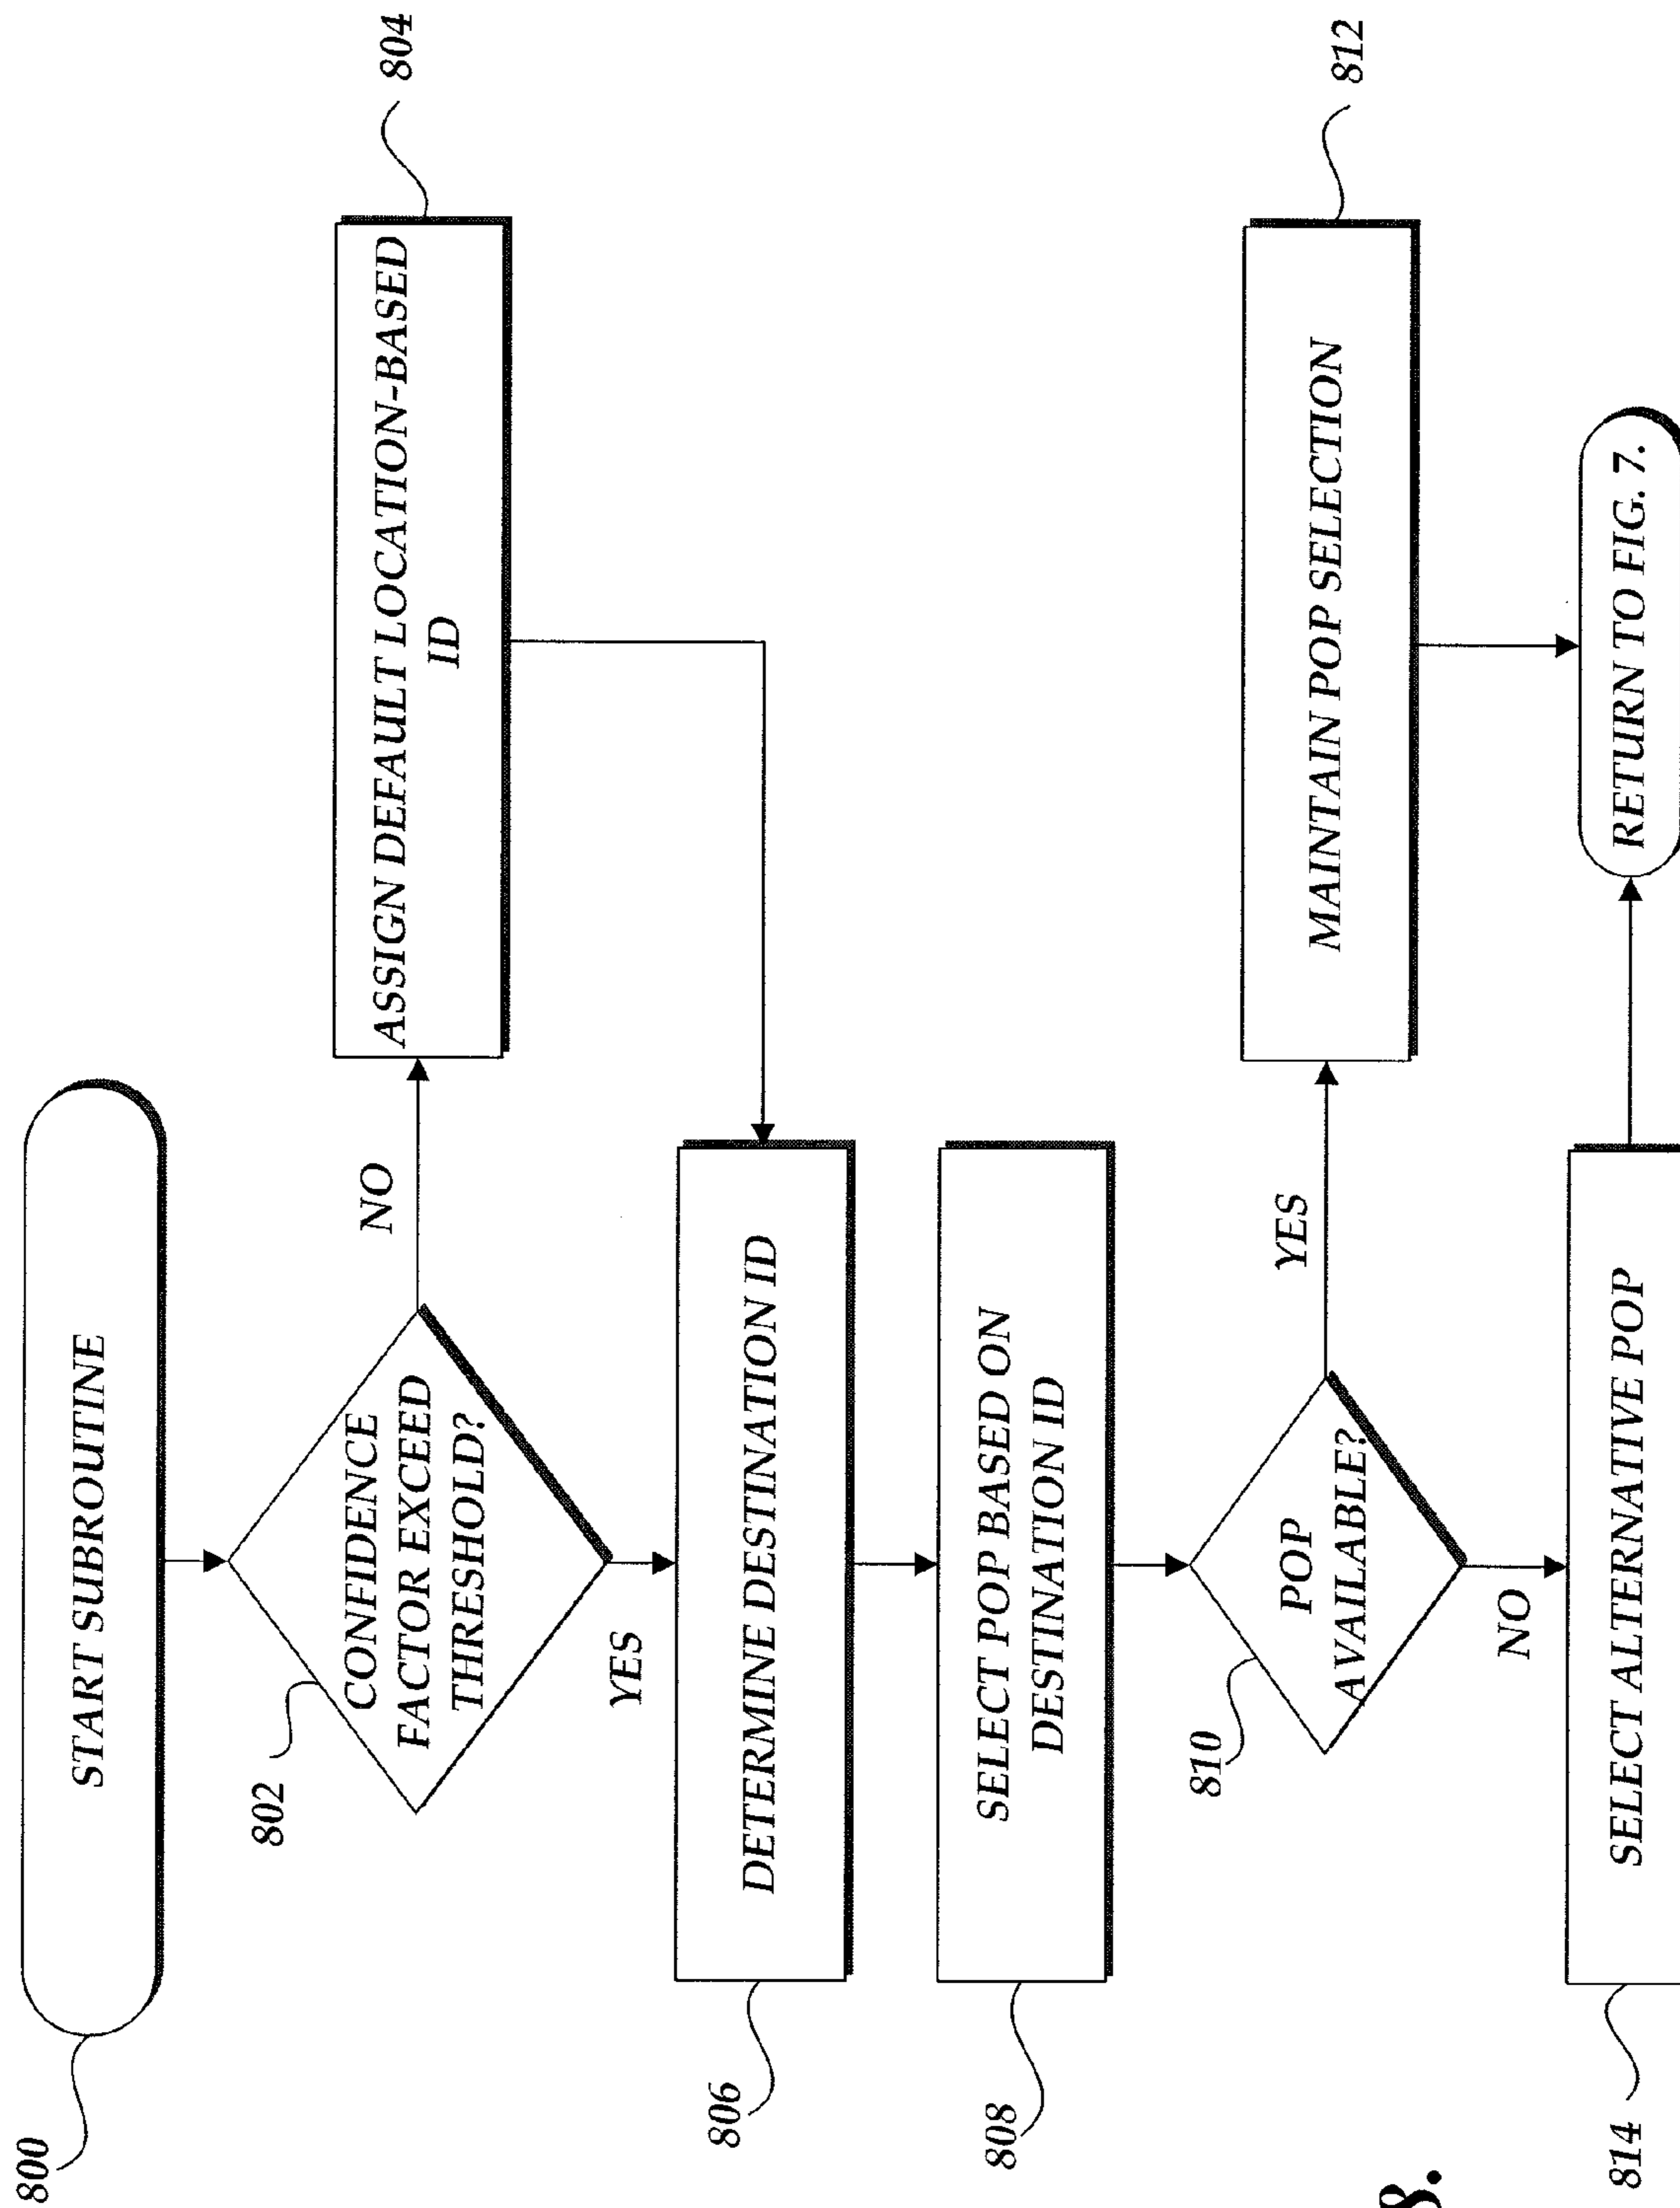 800
START SUBROUTINE
802
CONFIDENCE
FACTOR EXCEED
THRESHOLD?
NO
ASSIGN DEFAULT LOCATION-BASED
ID
804
YES
806
DETERMINE DESTINATION ID
808
SELECT POP BASED ON
DESTINATION ID
810
POP
AVAILABLE?
YES
MAINTAIN POP SELECTION
812
NO
814
SELECT ALTERNATIVE POP
RETURN TO FIG. 7.
8.